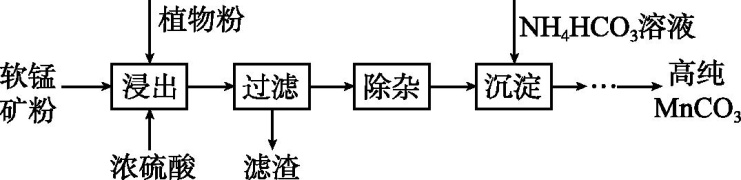 植物粉
NH₄HCO₃溶液
软锰
矿粉
浸出
过滤
除杂
沉淀
···
高纯
MnCO₃
浓硫酸
滤渣